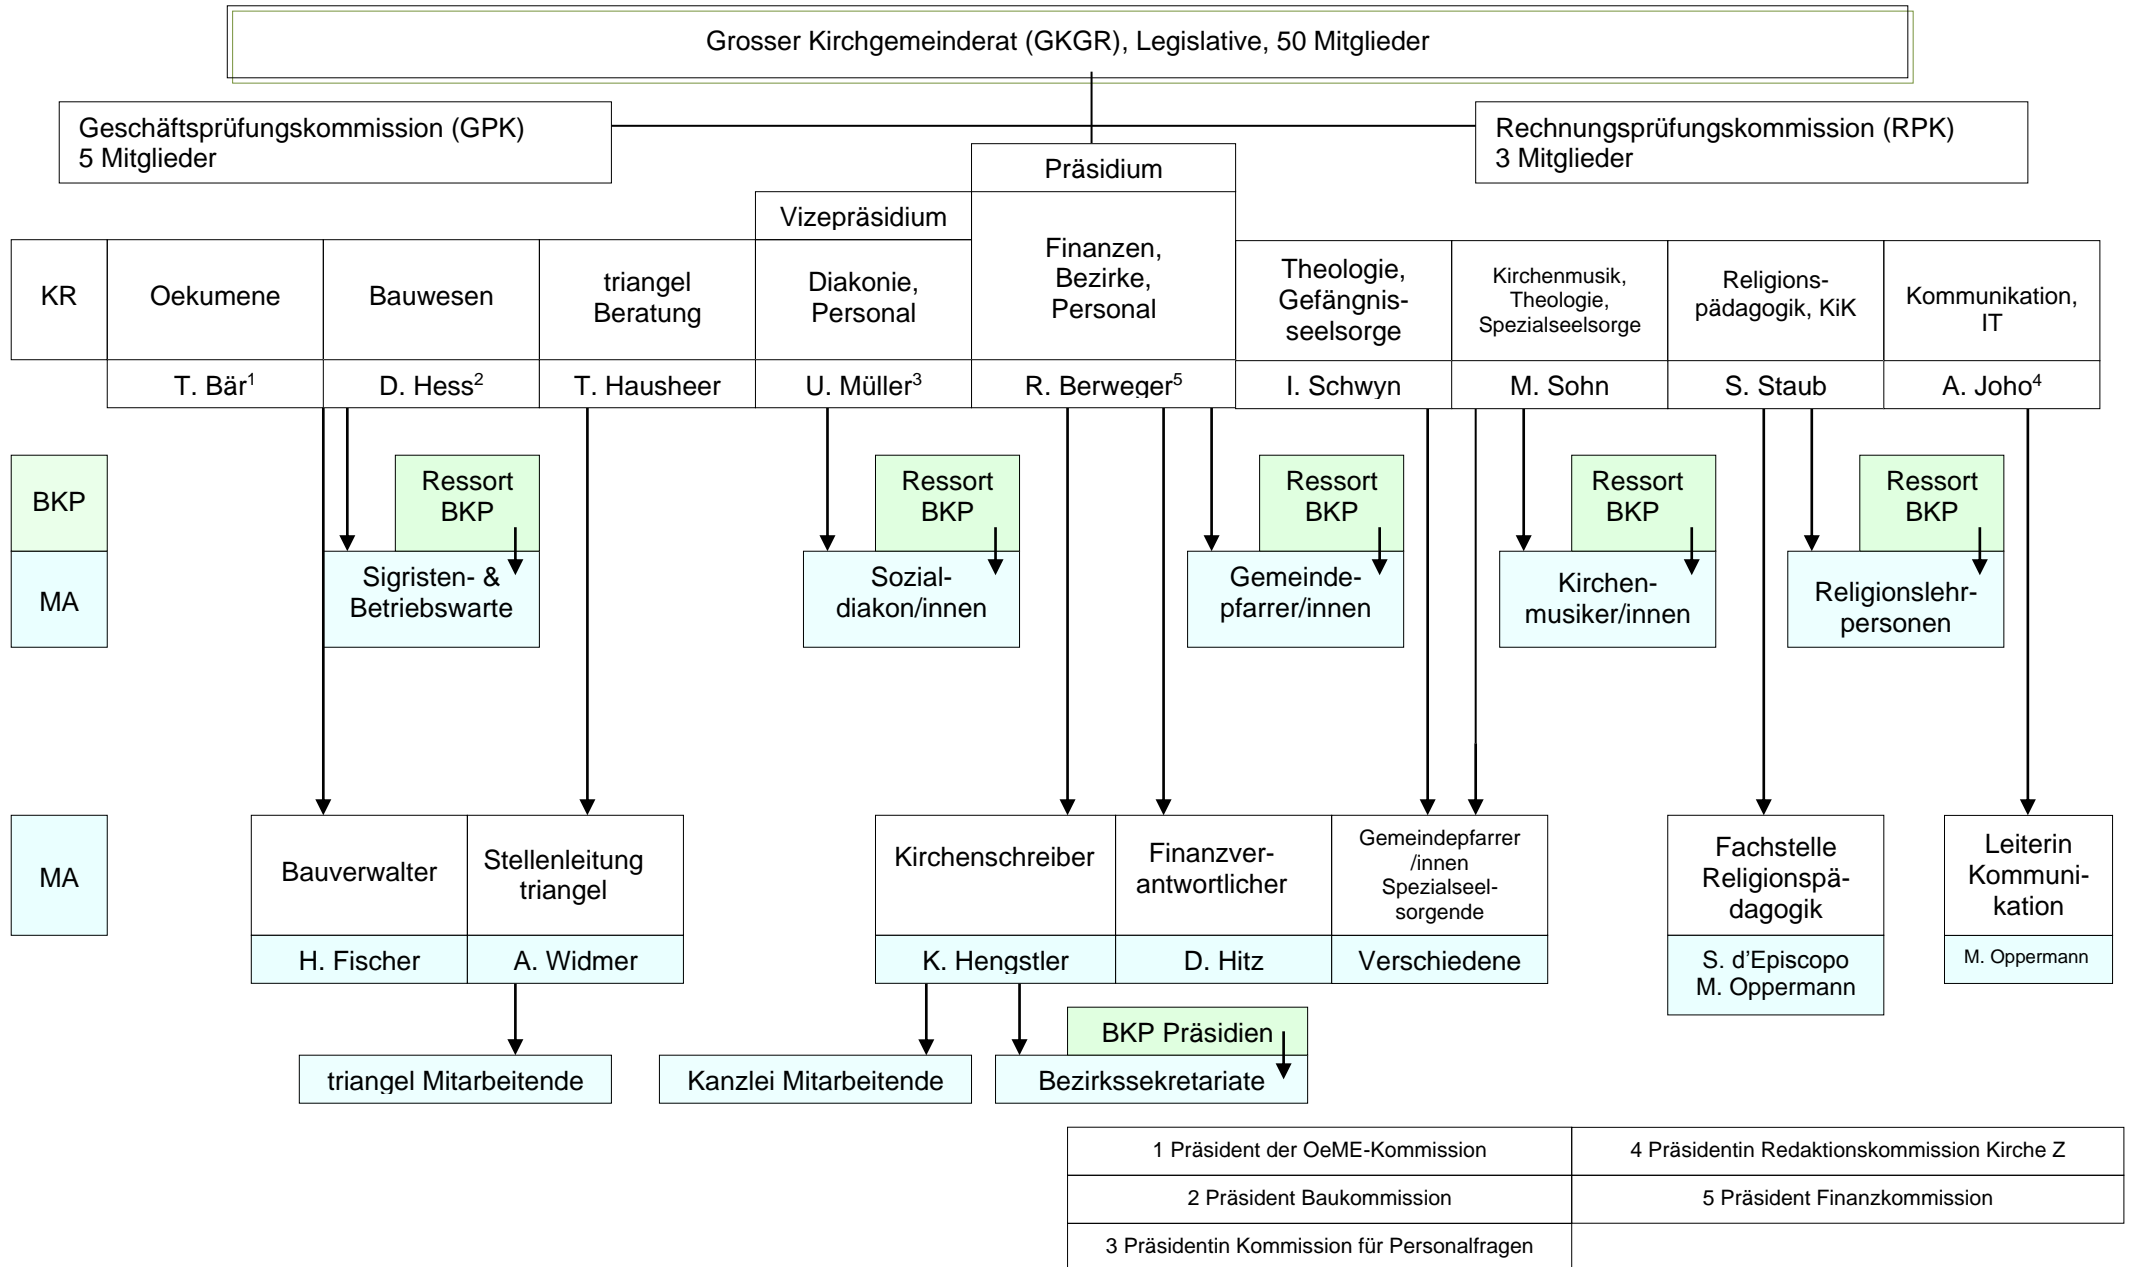 Grosser Kirchgemeinderat (GKGR), Legislative, 50 Mitglieder
Geschäftsprüfungskommission (GPK)
5 Mitglieder
Rechnungsprüfungskommission (RPK)
3 Mitglieder
Präsidium
Vizepräsidium
KR
Oekumene
Bauwesen
triangel
Beratung
Diakonie,
Personal
Finanzen,
Bezirke,
Personal
Theologie,
Gefängnis-
seelsorge
Kirchenmusik,
Theologie,
Spezialseelsorge
Religions-
pädagogik, KiK
Kommunikation,
IT
T. Bär¹
D. Hess²
T. Hausheer
U. Müller³
R. Berweger⁵
I. Schwyn
M. Sohn
S. Staub
A. Joho⁴
BKP
Ressort
BKP
Ressort
BKP
Ressort
BKP
Ressort
BKP
Ressort
BKP
MA
Sigristen- &
Betriebswarte
Sozial-
diakon/innen
Gemeinde-
pfarrer/innen
Kirchen-
musiker/innen
Religionslehr-
personen
MA
Bauverwalter
Stellenleitung
triangel
Kirchenschreiber
Finanzver-
antwortlicher
Gemeindepfarrer
/innen
Spezialseel-
sorgende
Fachstelle
Religionspä-
dagogik
Leiterin
Kommuni-
kation
H. Fischer
A. Widmer
K. Hengstler
D. Hitz
Verschiedene
S. d'Episcopo
M. Oppermann
M. Oppermann
BKP Präsidien
triangel Mitarbeitende
Kanzlei Mitarbeitende
Bezirkssekretariate
1 Präsident der OeME-Kommission
4 Präsidentin Redaktionskommission Kirche Z
2 Präsident Baukommission
5 Präsident Finanzkommission
3 Präsidentin Kommission für Personalfragen